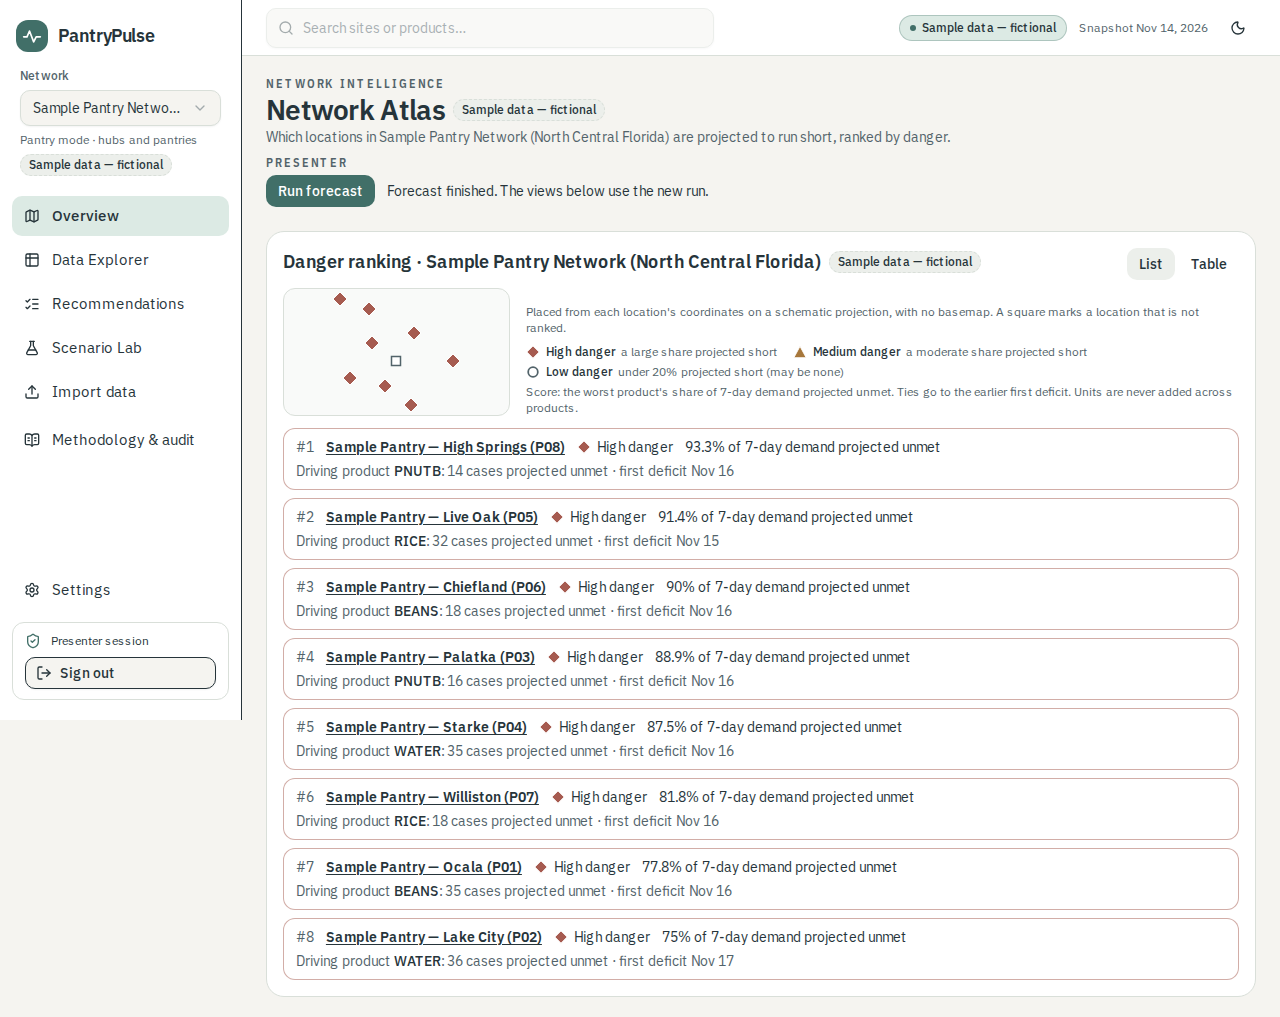 PantryPulse
Network
Sample Pantry Netwo...
Pantry mode · hubs and pantries
Sample data — fictional
Overview
Data Explorer
Recommendations
Scenario Lab
Import data
Methodology & audit
Settings
Presenter session
Sign out
Search sites or products...
Sample data — fictional
Snapshot Nov 14, 2026
NETWORK INTELLIGENCE
Network Atlas Sample data — fictional
Which locations in Sample Pantry Network (North Central Florida) are projected to run short, ranked by danger.
PRESENTER
Run forecast Forecast finished. The views below use the new run.
Danger ranking · Sample Pantry Network (North Central Florida) Sample data — fictional
List Table
Placed from each location's coordinates on a schematic projection, with no basemap. A square marks a location that is not
ranked.
High danger a large share projected short Medium danger a moderate share projected short
Low danger under 20% projected short (may be none)
Score: the worst product's share of 7-day demand projected unmet. Ties go to the earlier first deficit. Units are never added across
products.
#1 Sample Pantry — High Springs (P08) High danger 93.3% of 7-day demand projected unmet
Driving product PNUTB: 14 cases projected unmet · first deficit Nov 16
#2 Sample Pantry — Live Oak (P05) High danger 91.4% of 7-day demand projected unmet
Driving product RICE: 32 cases projected unmet · first deficit Nov 15
#3 Sample Pantry — Chiefland (P06) High danger 90% of 7-day demand projected unmet
Driving product BEANS: 18 cases projected unmet · first deficit Nov 16
#4 Sample Pantry — Palatka (P03) High danger 88.9% of 7-day demand projected unmet
Driving product PNUTB: 16 cases projected unmet · first deficit Nov 16
#5 Sample Pantry — Starke (P04) High danger 87.5% of 7-day demand projected unmet
Driving product WATER: 35 cases projected unmet · first deficit Nov 16
#6 Sample Pantry — Williston (P07) High danger 81.8% of 7-day demand projected unmet
Driving product RICE: 18 cases projected unmet · first deficit Nov 16
#7 Sample Pantry — Ocala (P01) High danger 77.8% of 7-day demand projected unmet
Driving product BEANS: 35 cases projected unmet · first deficit Nov 16
#8 Sample Pantry — Lake City (P02) High danger 75% of 7-day demand projected unmet
Driving product WATER: 36 cases projected unmet · first deficit Nov 17